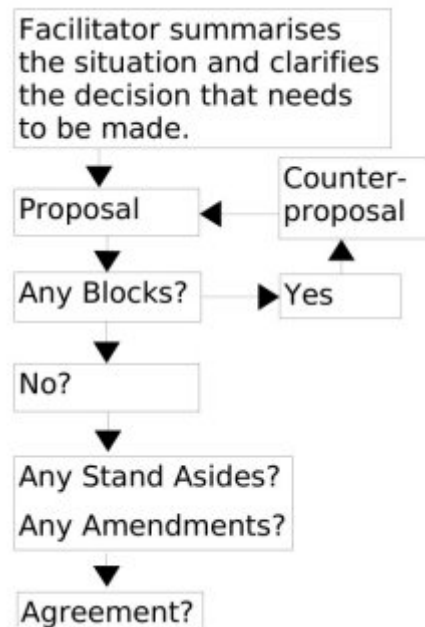 Facilitator summarises
the situation and clarifies
the decision that needs
to be made.
Counter-
proposal
Proposal
Any Blocks?
Yes
No?
Any Stand Asides?
Any Amendments?
Agreement?